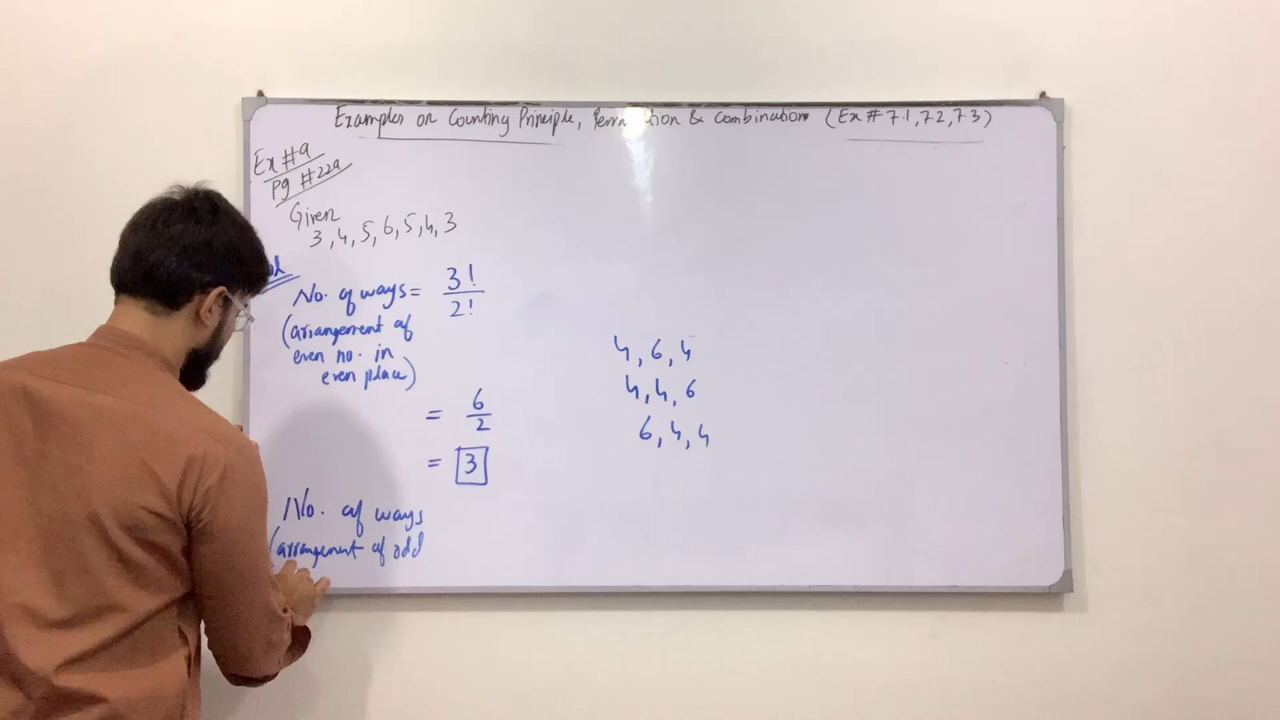 Examples on Counting Principle, & Combination (Ex # 7.1, 7.2, 7.3)
Ex #9
Pg #229
Given
3,4,5,6,5,4,3
No. of ways = 3!/2!
(arrangement of
even no. in
even place)
= 6/2
= 3
4,6,4
4,4,6
6,4,4
No. of ways
(arrangement of odd